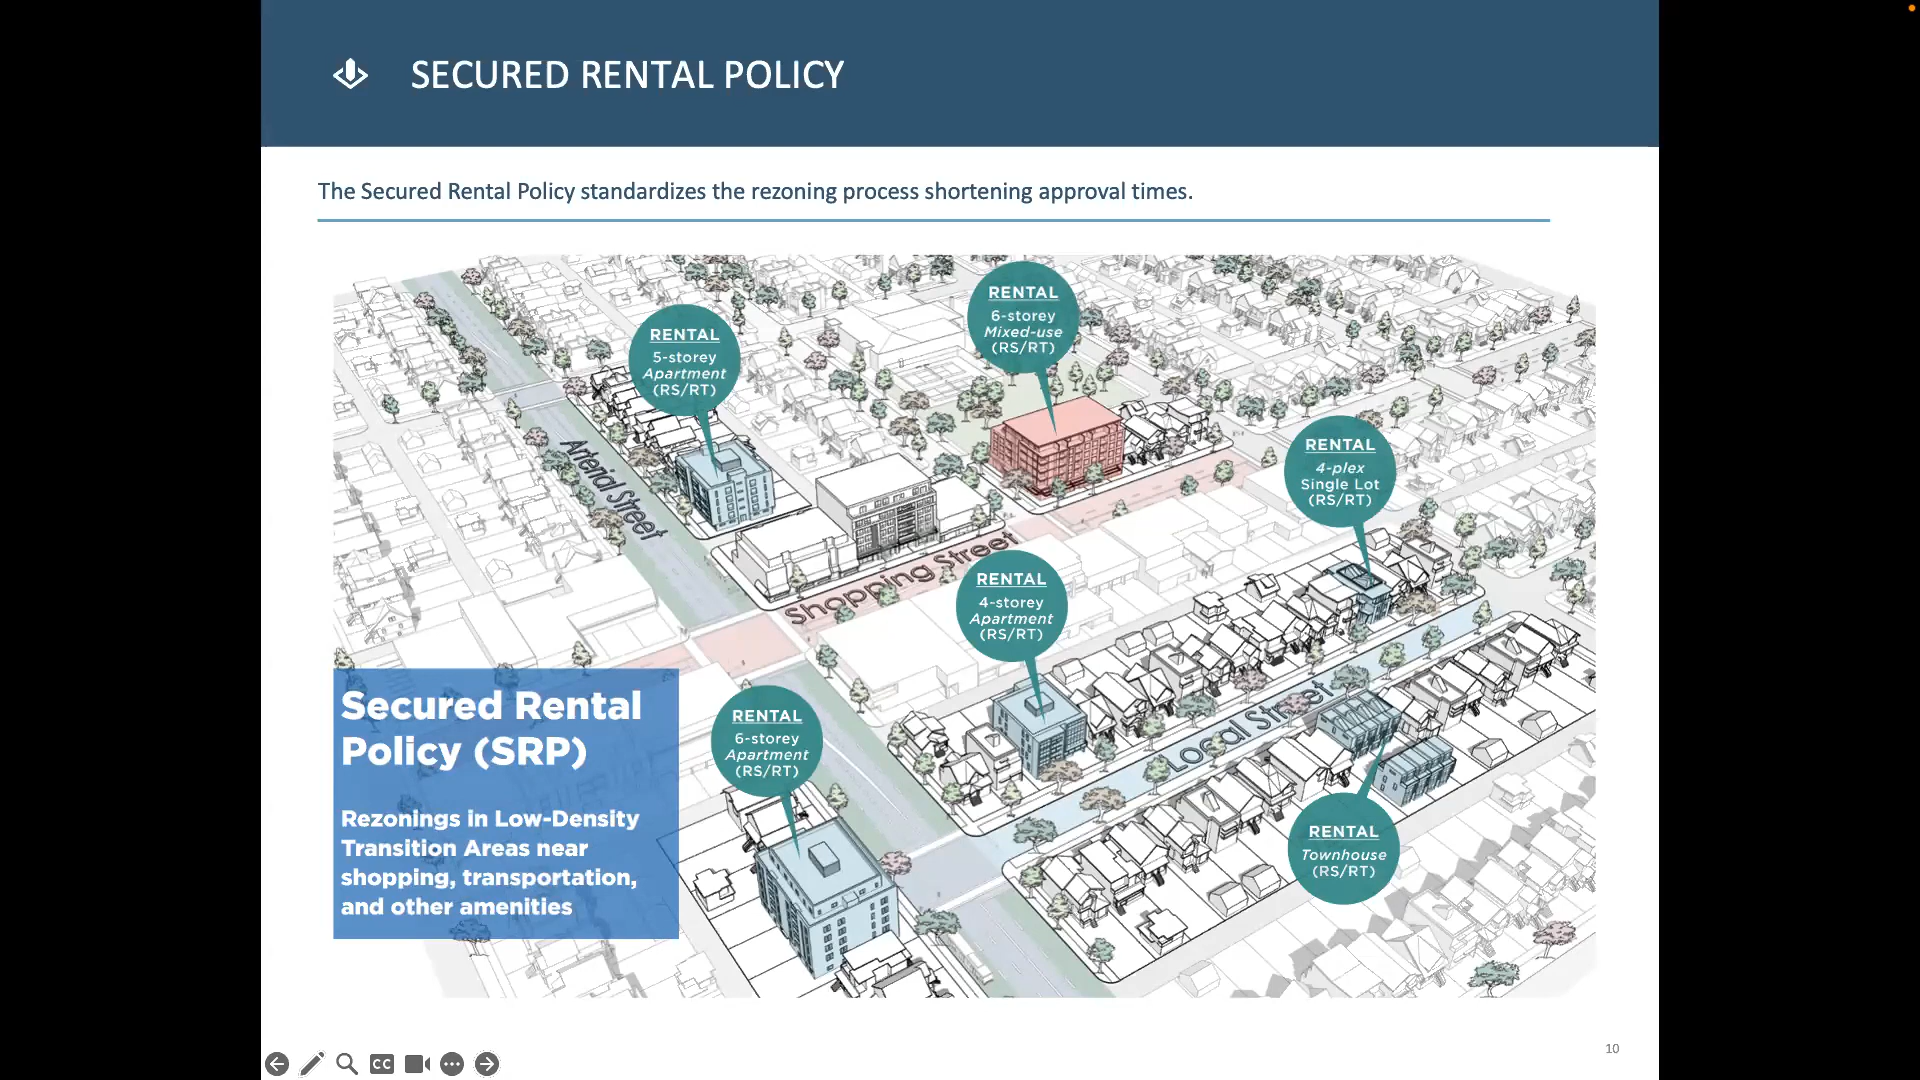 SECURED RENTAL POLICY
The Secured Rental Policy standardizes the rezoning process shortening approval times.
RENTAL
6-storey
Mixed-use
(RS/RT)
RENTAL
5-storey
Apartment
(RS/RT)
RENTAL
4-plex
Single Lot
(RS/RT)
Arterial Street
Shopping Street
RENTAL
4-storey
Apartment
(RS/RT)
Local Street
RENTAL
6-storey
Apartment
(RS/RT)
RENTAL
Townhouse
(RS/RT)
Secured Rental
Policy (SRP)
Rezonings in Low-Density
Transition Areas near
shopping, transportation,
and other amenities
10
CC